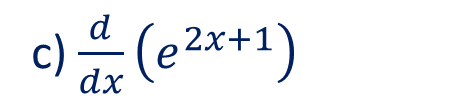 c) d/dx (e^{2x+1})